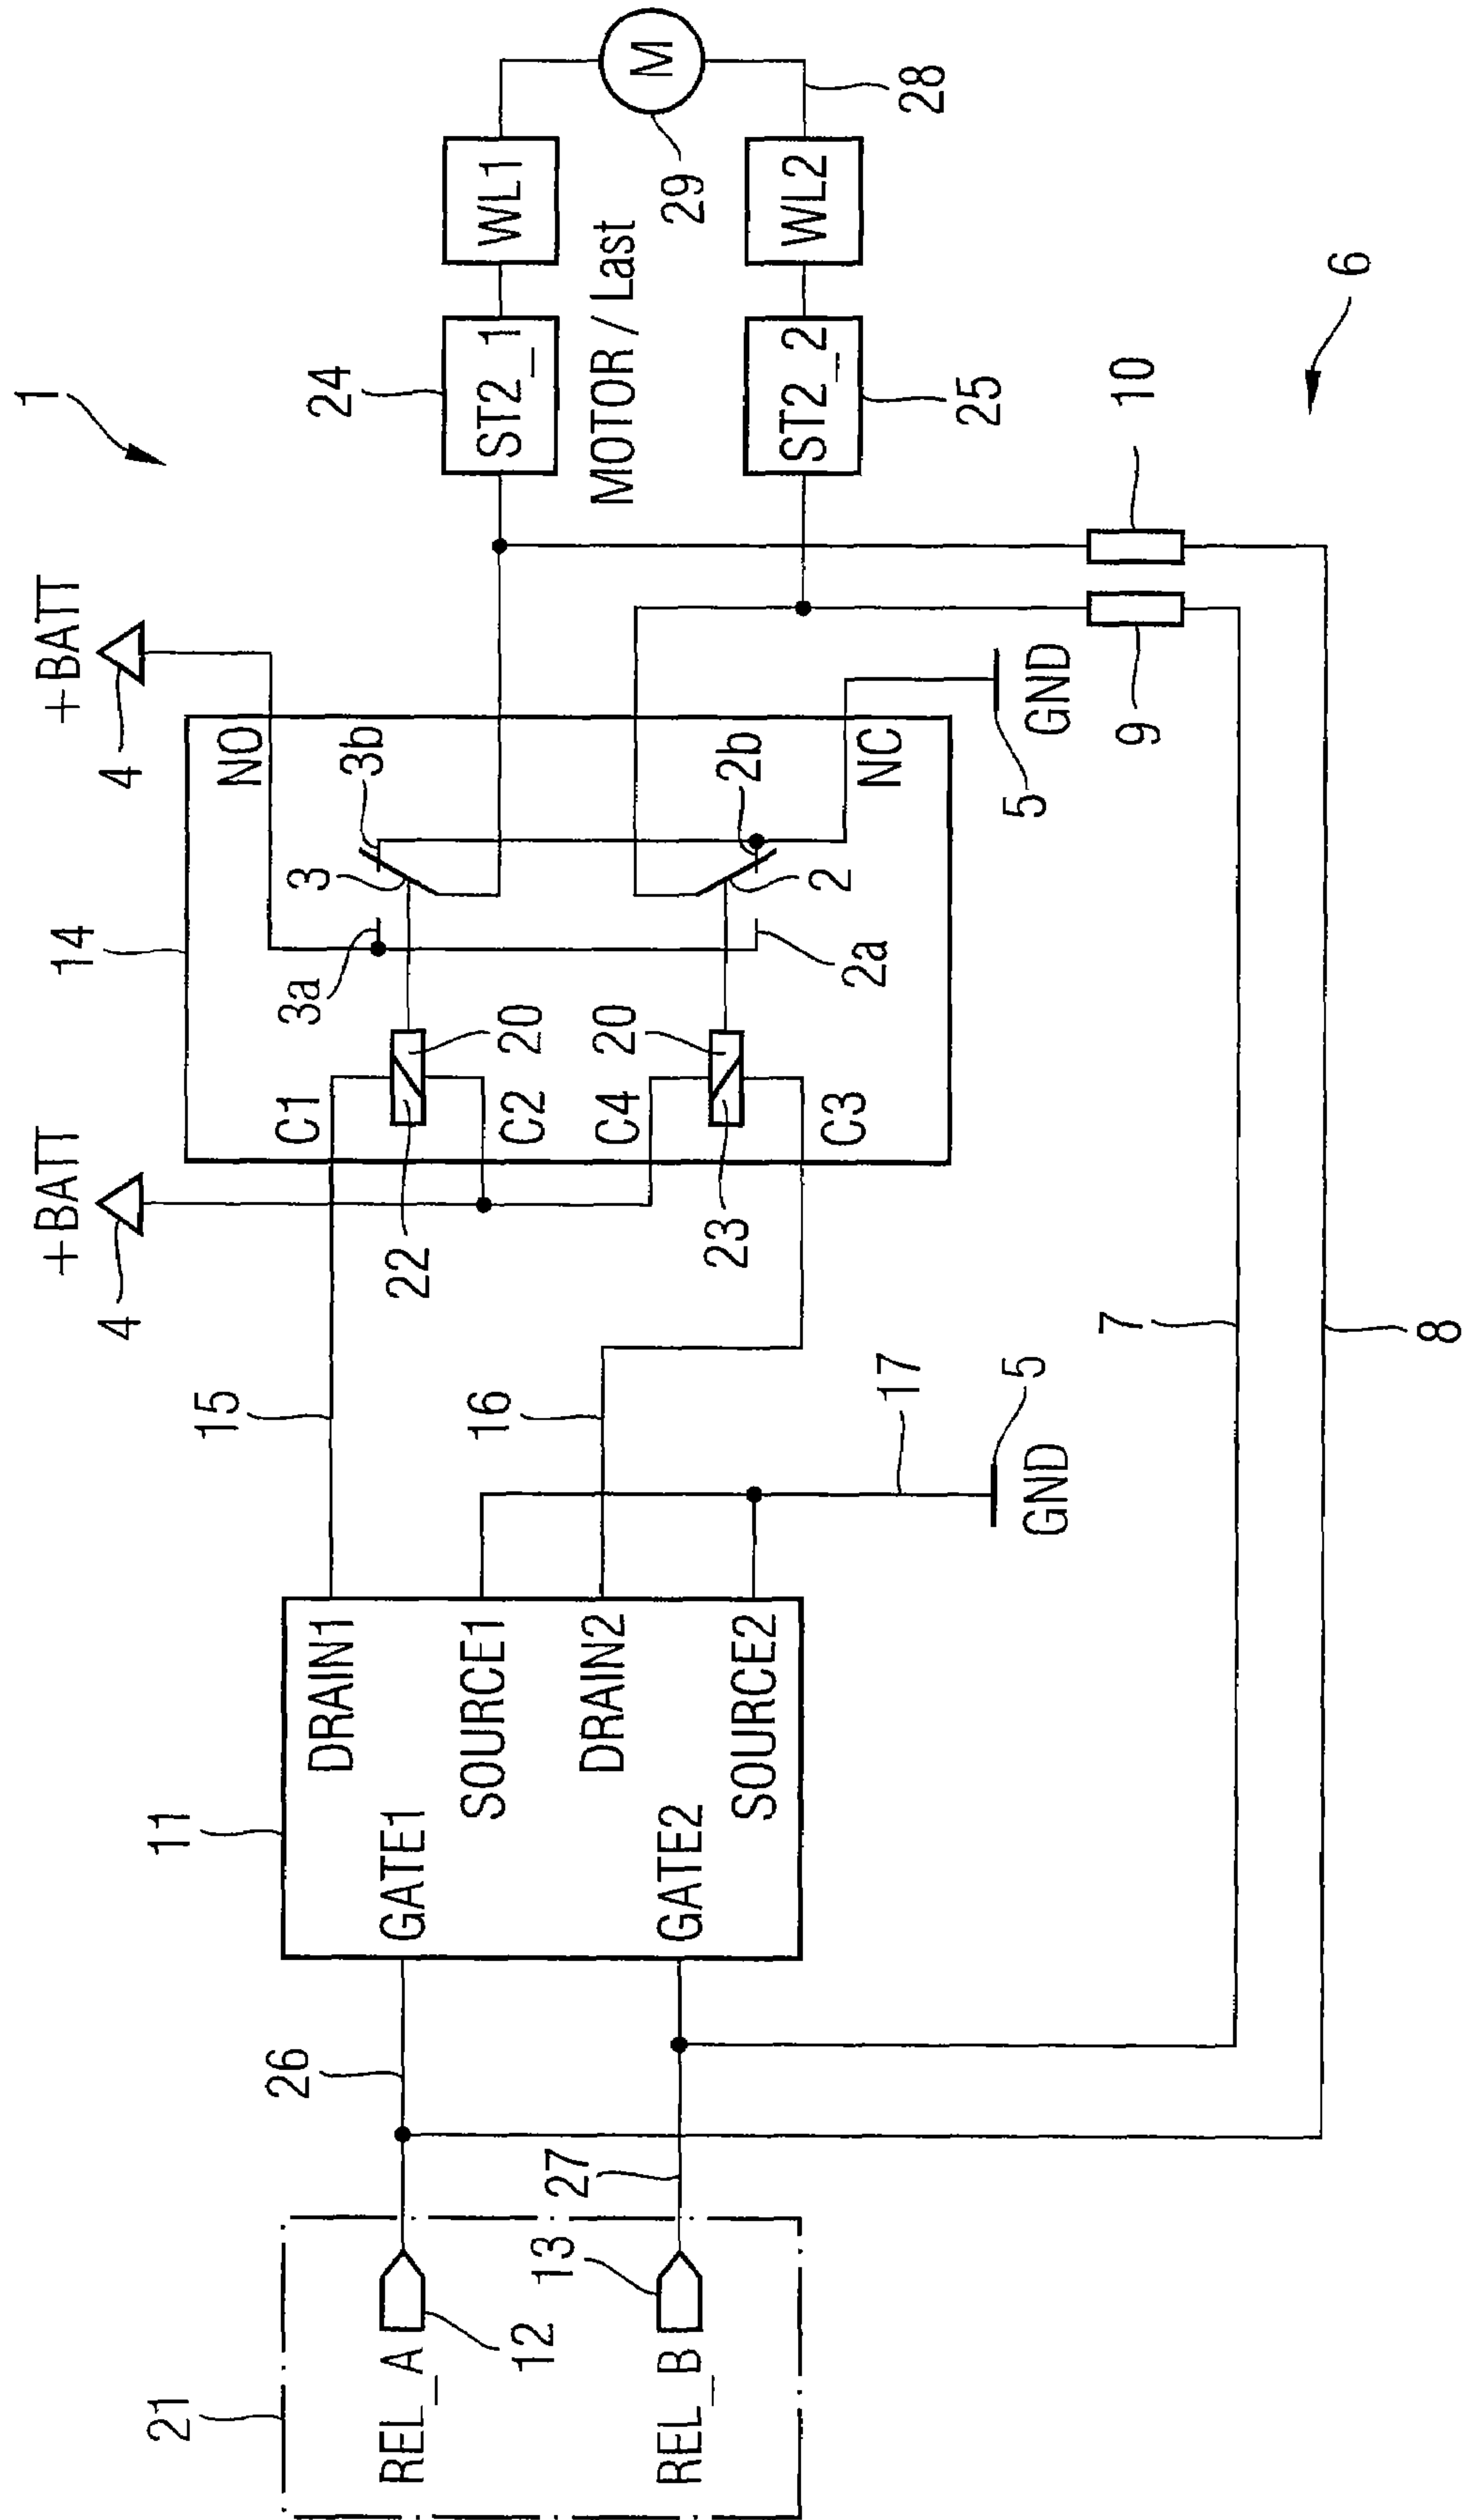 1
+BATT
4
+BATT
4
14
NO
3a
3
3b
C1
20
22
C2
C4
20
23
C3
2a
2
2b
NC
5
GND
24
ST2_1
WL1
MOTOR / Last
29
M
ST2_2
WL2
25
28
15
16
17
5
GND
11
DRAIN1
GATE1
SOURCE1
DRAIN2
GATE2
SOURCE2
26
27
21
REL_A
12
13
REL_B
9
10
6
7
8